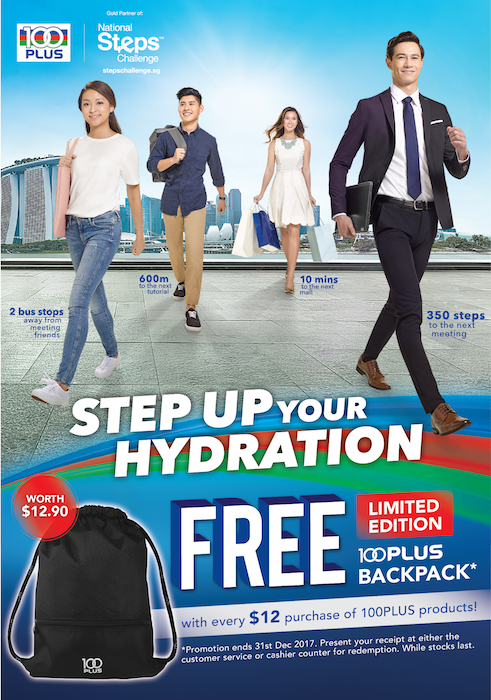 Gold Partner of:
100
PLUS
National
Steps™
Challenge
stepschallenge.sg
600m
to the next
tutorial
10 mins
to the next
mall
2 bus stops
away from
meeting
friends
350 steps
to the next
meeting
STEP UP YOUR
HYDRATION
WORTH
$12.90
FREE
LIMITED
EDITION
100PLUS
BACKPACK*
with every $12 purchase of 100PLUS products!
*Promotion ends 31st Dec 2017. Present your receipt at either the
customer service or cashier counter for redemption. While stocks last.
100
PLUS